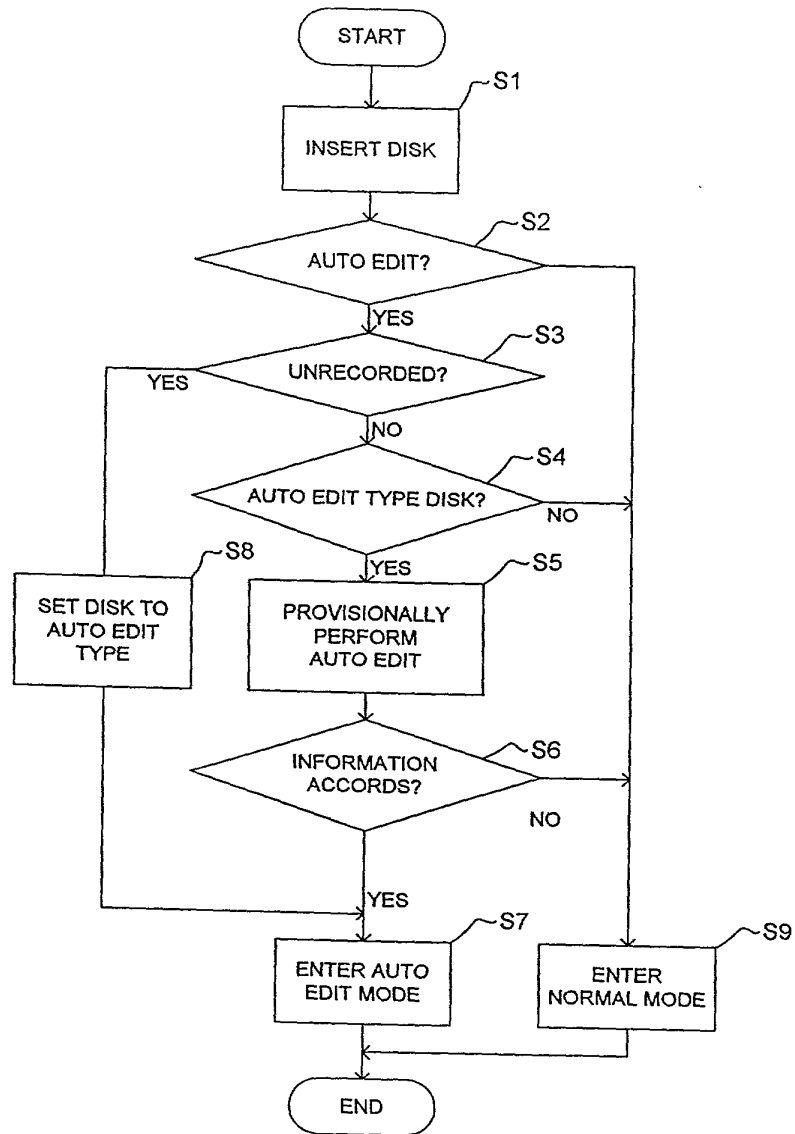 START
S1
INSERT DISK
S2
AUTO EDIT?
YES
S3
UNRECORDED?
YES
NO
S4
AUTO EDIT TYPE DISK?
NO
YES
S8
SET DISK TO
AUTO EDIT
TYPE
S5
PROVISIONALLY
PERFORM
AUTO EDIT
S6
INFORMATION
ACCORDS?
NO
YES
S7
ENTER AUTO
EDIT MODE
S9
ENTER
NORMAL MODE
END